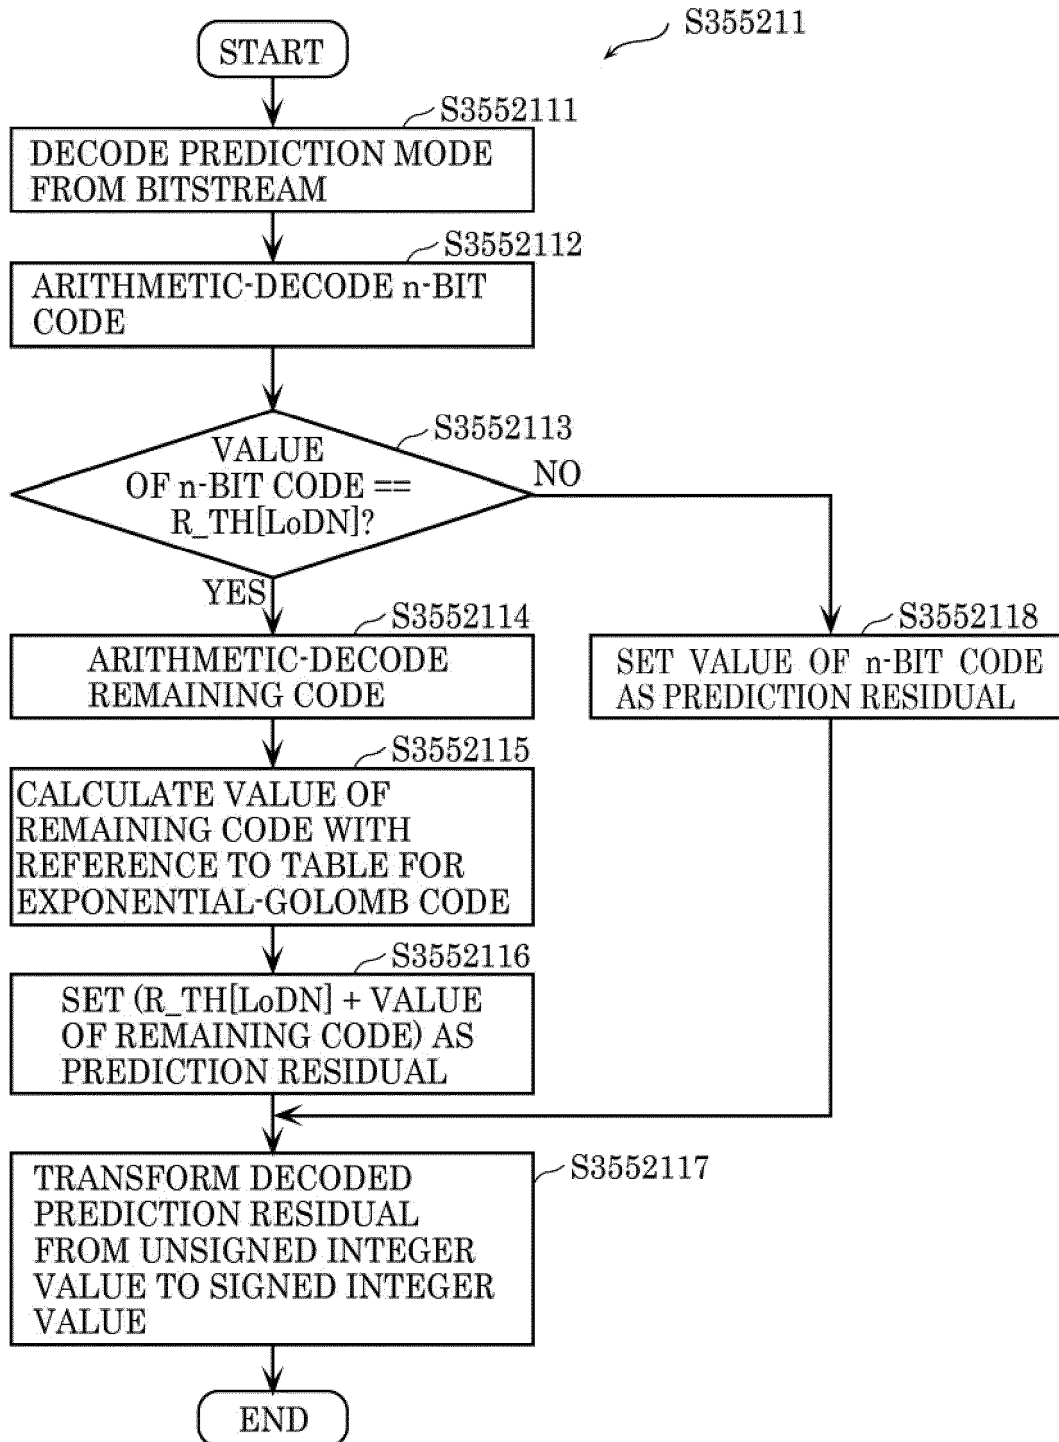 S355211
START
S3552111
DECODE PREDICTION MODE
FROM BITSTREAM
S3552112
ARITHMETIC-DECODE n-BIT
CODE
S3552113
VALUE
OF n-BIT CODE ==
R_TH[LoDN]?
NO
YES
S3552114
ARITHMETIC-DECODE
REMAINING CODE
S3552118
SET VALUE OF n-BIT CODE
AS PREDICTION RESIDUAL
S3552115
CALCULATE VALUE OF
REMAINING CODE WITH
REFERENCE TO TABLE FOR
EXPONENTIAL-GOLOMB CODE
S3552116
SET (R_TH[LoDN] + VALUE
OF REMAINING CODE) AS
PREDICTION RESIDUAL
S3552117
TRANSFORM DECODED
PREDICTION RESIDUAL
FROM UNSIGNED INTEGER
VALUE TO SIGNED INTEGER
VALUE
END